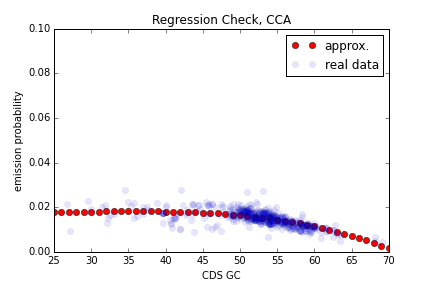 Regression Check, CCA
0.10
0.08
0.06
0.04
0.02
0.00
emission probability
approx.
real data
25 30 35 40 45 50 55 60 65 70
CDS GC